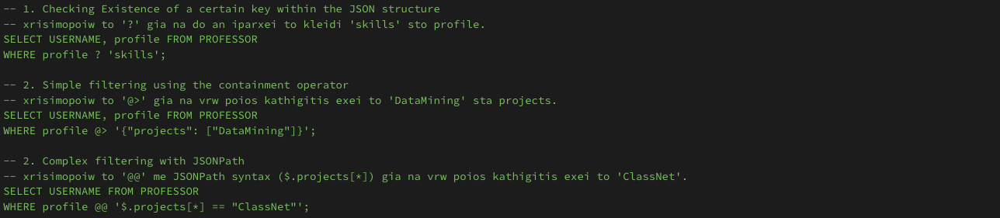 -- 1. Checking Existence of a certain key within the JSON structure
-- xrisimopoiw to '?' gia na do an iparxei to kleidi 'skills' sto profile.
SELECT USERNAME, profile FROM PROFESSOR
WHERE profile ? 'skills';
-- 2. Simple filtering using the containment operator
-- xrisimopoiw to '@>' gia na vrw poios kathigitis exei to 'DataMining' sta projects.
SELECT USERNAME, profile FROM PROFESSOR
WHERE profile @> '{"projects": ["DataMining"]}';
-- 2. Complex filtering with JSONPath
-- xrisimopoiw to '@@' me JSONPath syntax ($.projects[*]) gia na vrw poios kathigitis exei to 'ClassNet'.
SELECT USERNAME FROM PROFESSOR
WHERE profile @@ '$.projects[*] == "ClassNet"';